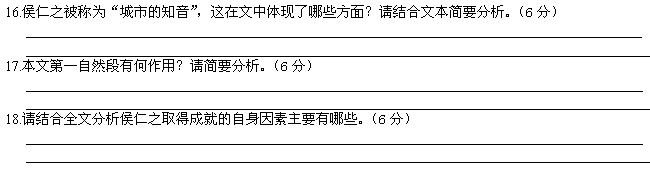 16.侯仁之被称为“城市的知音”，这在文中体现了哪些方面？请结合文本简要分析。（6 分）
17.本文第一自然段有何作用？请简要分析。（6 分）
18.请结合全文分析侯仁之取得成就的自身因素主要有哪些。（6 分）